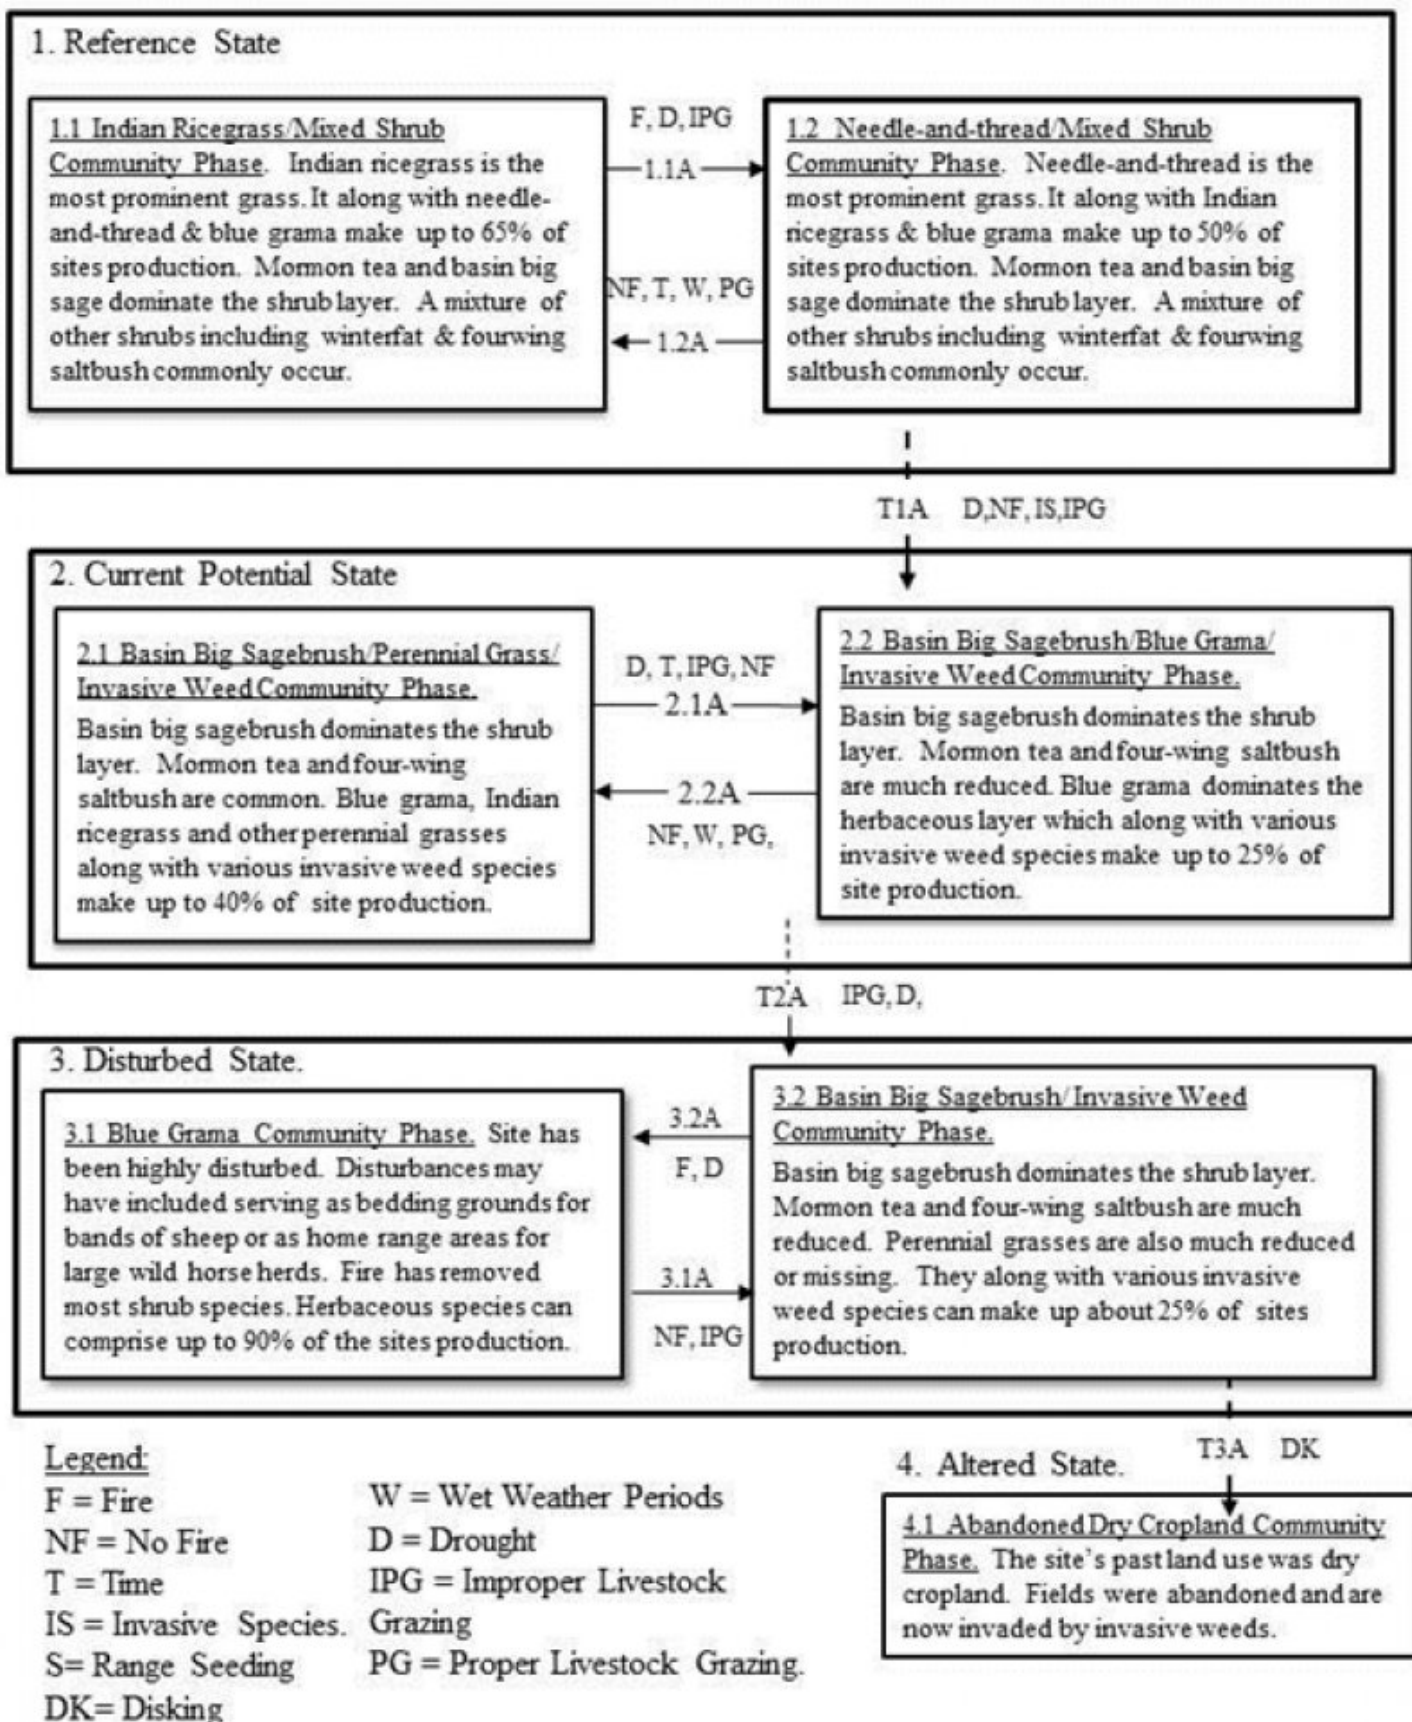 1. Reference State
1.1 Indian Ricegrass/Mixed Shrub
Community Phase. Indian ricegrass is the
most prominent grass. It along with needle-
and-thread & blue grama make up to 65% of
sites production. Mormon tea and basin big
sage dominate the shrub layer. A mixture of
other shrubs including winterfat & fourwing
saltbush commonly occur.
F, D, IPG
1.1A
NF, T, W, PG
1.2A
1.2 Needle-and-thread/Mixed Shrub
Community Phase. Needle-and-thread is the
most prominent grass. It along with Indian
ricegrass & blue grama make up to 50% of
sites production. Mormon tea and basin big
sage dominate the shrub layer. A mixture of
other shrubs including winterfat & fourwing
saltbush commonly occur.
T1A D,NF, IS,IPG
2. Current Potential State
2.1 Basin Big Sagebrush/Perennial Grass/
Invasive Weed Community Phase.
Basin big sagebrush dominates the shrub
layer. Mormon tea and four-wing
saltbush are common. Blue grama, Indian
ricegrass and other perennial grasses
along with various invasive weed species
make up to 40% of site production.
D, T, IPG, NF
2.1A
2.2A
NF, W, PG,
2.2 Basin Big Sagebrush/Blue Grama/
Invasive Weed Community Phase.
Basin big sagebrush dominates the shrub
layer. Mormon tea and four-wing saltbush
are much reduced. Blue grama dominates the
herbaceous layer which along with various
invasive weed species make up to 25% of
site production.
T2A IPG, D,
3. Disturbed State.
3.1 Blue Grama Community Phase. Site has
been highly disturbed. Disturbances may
have included serving as bedding grounds for
bands of sheep or as home range areas for
large wild horse herds. Fire has removed
most shrub species. Herbaceous species can
comprise up to 90% of the sites production.
3.2A
F, D
3.1A
NF, IPG
3.2 Basin Big Sagebrush/ Invasive Weed
Community Phase.
Basin big sagebrush dominates the shrub layer.
Mormon tea and four-wing saltbush are much
reduced. Perennial grasses are also much reduced
or missing. They along with various invasive
weed species can make up about 25% of sites
production.
T3A DK
4. Altered State.
4.1 Abandoned Dry Cropland Community
Phase. The site's past land use was dry
cropland. Fields were abandoned and are
now invaded by invasive weeds.
Legend:
F = Fire
NF = No Fire
T = Time
IS = Invasive Species.
S= Range Seeding
DK= Disking
W = Wet Weather Periods
D = Drought
IPG = Improper Livestock
Grazing
PG = Proper Livestock Grazing.